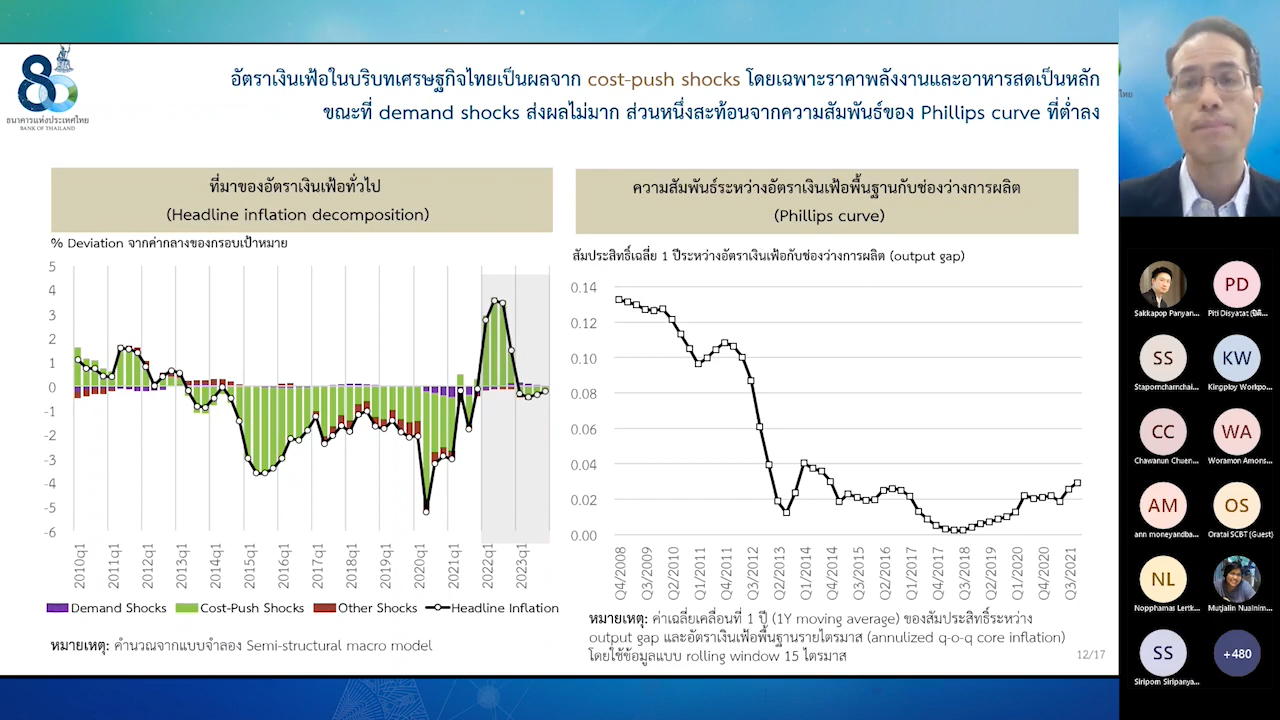 ธนาคารแห่งประเทศไทย
BANK OF THAILAND
อัตราเงินเฟ้อในบริบทเศรษฐกิจไทยเป็นผลจาก cost-push shocks โดยเฉพาะราคาพลังงานและอาหารสดเป็นหลัก
ขณะที่ demand shocks ส่งผลไม่มาก ส่วนหนึ่งสะท้อนจากความสัมพันธ์ของ Phillips curve ที่ต่ำลง
ที่มาของอัตราเงินเฟ้อทั่วไป
(Headline inflation decomposition)
% Deviation จากค่ากลางของกรอบเป้าหมาย
5
4
3
2
1
0
-1
-2
-3
-4
-5
-6
2010q1
2011q1
2012q1
2013q1
2014q1
2015q1
2016q1
2017q1
2018q1
2019q1
2020q1
2021q1
2022q1
2023q1
Demand Shocks
Cost-Push Shocks
Other Shocks
Headline Inflation
หมายเหตุ: คำนวณจากแบบจำลอง Semi-structural macro model
ความสัมพันธ์ระหว่างอัตราเงินเฟ้อพื้นฐานกับช่องว่างการผลิต
(Phillips curve)
สัมประสิทธิ์เฉลี่ย 1 ปีระหว่างอัตราเงินเฟ้อกับช่องว่างการผลิต (output gap)
0.14
0.12
0.10
0.08
0.06
0.04
0.02
0.00
Q4/2008
Q3/2009
Q2/2010
Q1/2011
Q4/2011
Q3/2012
Q2/2013
Q1/2014
Q4/2014
Q3/2015
Q2/2016
Q1/2017
Q4/2017
Q3/2018
Q2/2019
Q1/2020
Q4/2020
Q3/2021
หมายเหตุ: ค่าเฉลี่ยเคลื่อนที่ 1 ปี (1Y moving average) ของสัมประสิทธิ์ระหว่าง
output gap และอัตราเงินเฟ้อพื้นฐานรายไตรมาส (annulized q-o-q core inflation)
โดยใช้ข้อมูลแบบ rolling window 15 ไตรมาส
12/17
PD
Sakkapop Panyan...
Piti Disyatat
SS
KW
Stapornchamchai...
Kingploy Workpo...
CC
WA
Chawanun Chuen...
Woramon Amons...
AM
OS
ann moneyandba...
Oratai SCBT (Guest)
NL
Nopphamas Lertk...
Mutjalin Nualnim...
SS
+480
Siriporn Siripanya...